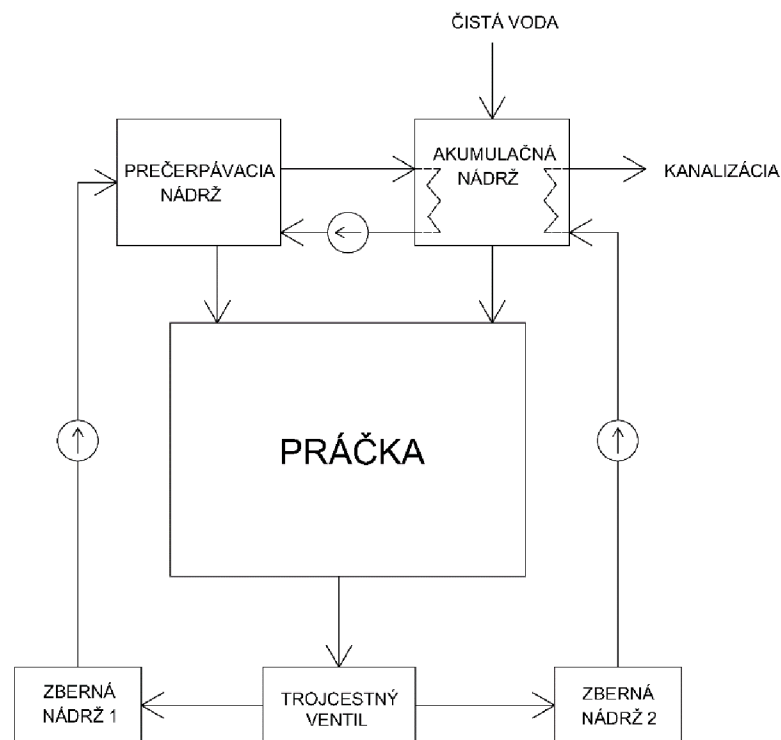 ČISTÁ VODA
PREČERPÁVACIA
NÁDRŽ
AKUMULAČNÁ
NÁDRŽ
KANALIZÁCIA
PRÁČKA
ZBERNÁ
NÁDRŽ 1
TROJCESTNÝ
VENTIL
ZBERNÁ
NÁDRŽ 2